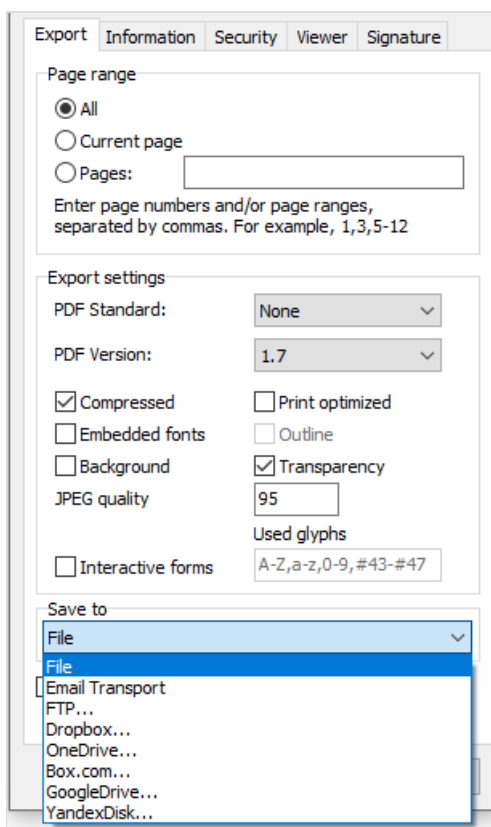 Export Information Security Viewer Signature
Page range
All
Current page
Pages:
Enter page numbers and/or page ranges,
separated by commas. For example, 1,3,5-12
Export settings
PDF Standard: None
PDF Version: 1.7
Compressed Print optimized
Embedded fonts Outline
Background Transparency
JPEG quality 95
Used glyphs
Interactive forms A-Z,a-z,0-9,#43-#47
Save to
File
File
Email Transport
FTP...
Dropbox...
OneDrive...
Box.com...
GoogleDrive...
YandexDisk...